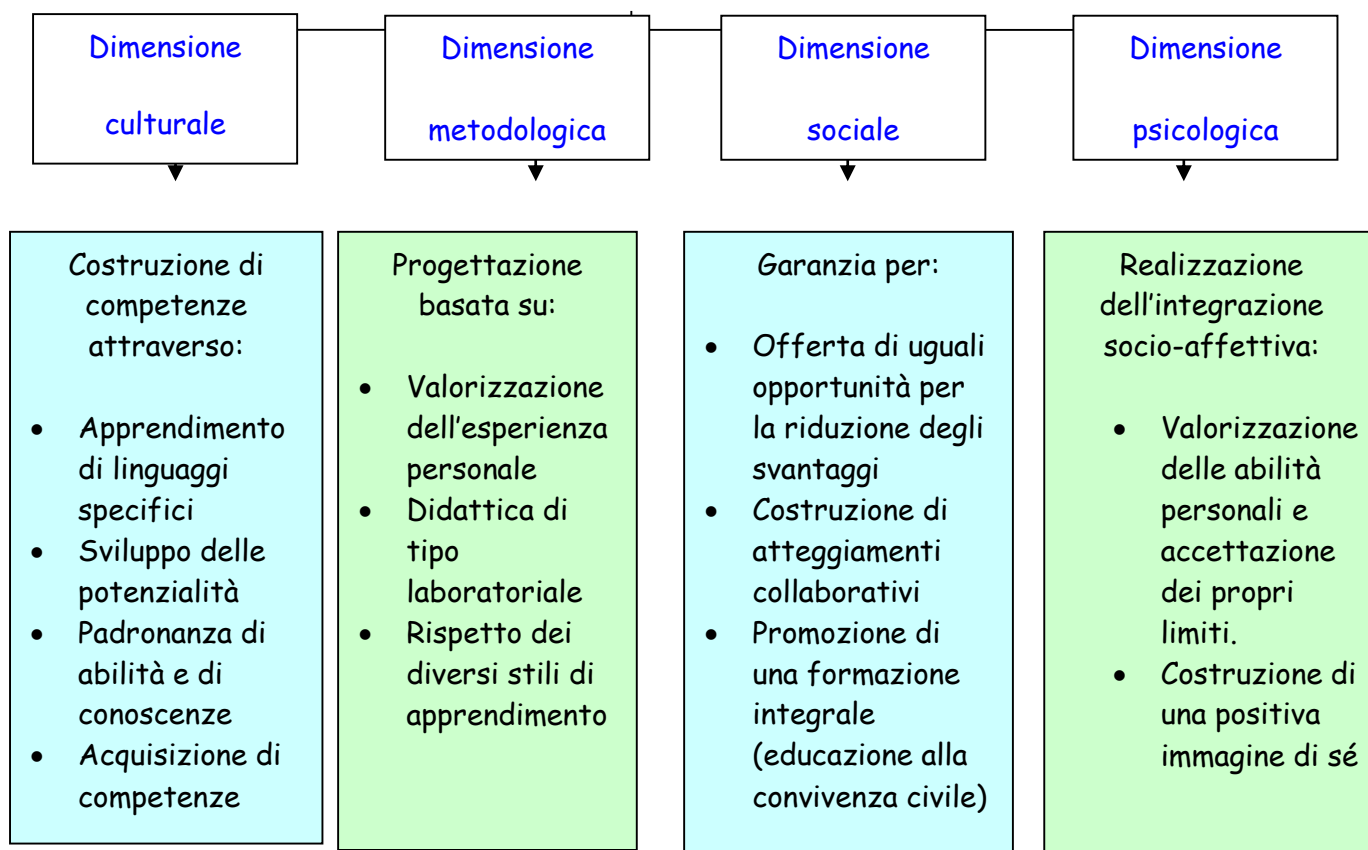 Dimensione
culturale
Dimensione
metodologica
Dimensione
sociale
Dimensione
psicologica
Costruzione di
competenze
attraverso:
• Apprendimento
di linguaggi
specifici
• Sviluppo delle
potenzialità
• Padronanza di
abilità e di
conoscenze
• Acquisizione di
competenze
Progettazione
basata su:
• Valorizzazione
dell'esperienza
personale
• Didattica di
tipo
laboratoriale
• Rispetto dei
diversi stili di
apprendimento
Garanzia per:
• Offerta di uguali
opportunità per
la riduzione degli
svantaggi
• Costruzione di
atteggiamenti
collaborativi
• Promozione di
una formazione
integrale
(educazione alla
convivenza civile)
Realizzazione
dell'integrazione
socio-affettiva:
• Valorizzazione
delle abilità
personali e
accettazione
dei propri
limiti.
• Costruzione di
una positiva
immagine di sé